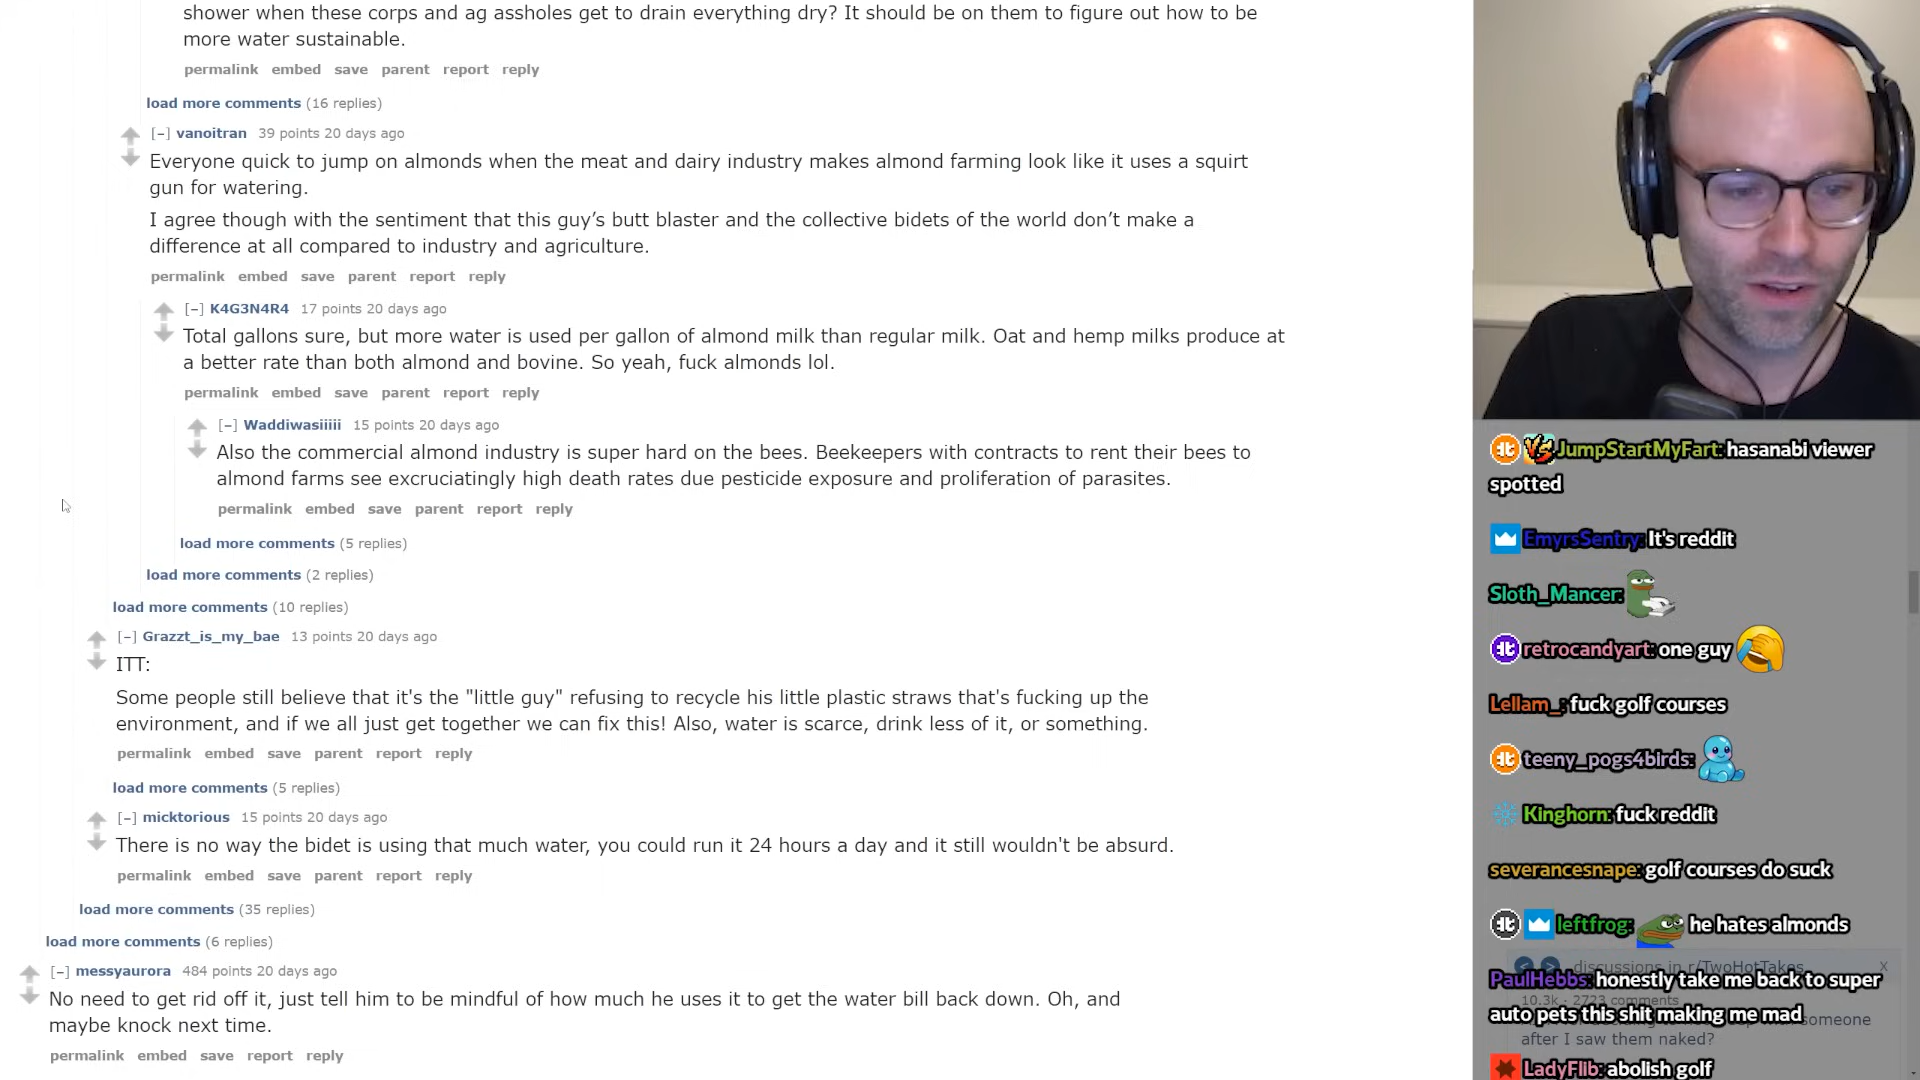 shower when these corps and ag assholes get to drain everything dry? It should be on them to figure out how to be
more water sustainable.
permalink embed save parent report reply
load more comments (16 replies)
[–] vanoitran 39 points 20 days ago
Everyone quick to jump on almonds when the meat and dairy industry makes almond farming look like it uses a squirt
gun for watering.
I agree though with the sentiment that this guy’s butt blaster and the collective bidets of the world don’t make a
difference at all compared to industry and agriculture.
permalink embed save parent report reply
[–] K4G3N4R4 17 points 20 days ago
Total gallons sure, but more water is used per gallon of almond milk than regular milk. Oat and hemp milks produce at
a better rate than both almond and bovine. So yeah, fuck almonds lol.
permalink embed save parent report reply
[–] Waddiwasiiiii 15 points 20 days ago
Also the commercial almond industry is super hard on the bees. Beekeepers with contracts to rent their bees to
almond farms see excruciatingly high death rates due pesticide exposure and proliferation of parasites.
permalink embed save parent report reply
load more comments (5 replies)
load more comments (2 replies)
load more comments (10 replies)
[–] Grazzt_is_my_bae 13 points 20 days ago
ITT:
Some people still believe that it's the "little guy" refusing to recycle his little plastic straws that's fucking up the
environment, and if we all just get together we can fix this! Also, water is scarce, drink less of it, or something.
permalink embed save parent report reply
load more comments (5 replies)
[–] micktorious 15 points 20 days ago
There is no way the bidet is using that much water, you could run it 24 hours a day and it still wouldn't be absurd.
permalink embed save parent report reply
load more comments (35 replies)
load more comments (6 replies)
[–] messyaurora 484 points 20 days ago
No need to get rid off it, just tell him to be mindful of how much he uses it to get the water bill back down. Oh, and
maybe knock next time.
permalink embed save report reply
JumpStartMyFart: hasanabi viewer
spotted
EmyrsSentry: It's reddit
Sloth_Mancer:
retrocandyart: one guy
Lellam_: fuck golf courses
teeny_pogs4birds:
Kinghorn: fuck reddit
severancesnape: golf courses do suck
leftfrog: he hates almonds
discussions in r/TwoHotTakes X
PaulHebbs: honestly take me back to super
10.3k · 2723 comments
auto pets this shit making me mad
someone
after I saw them naked?
LadyFlib: abolish golf